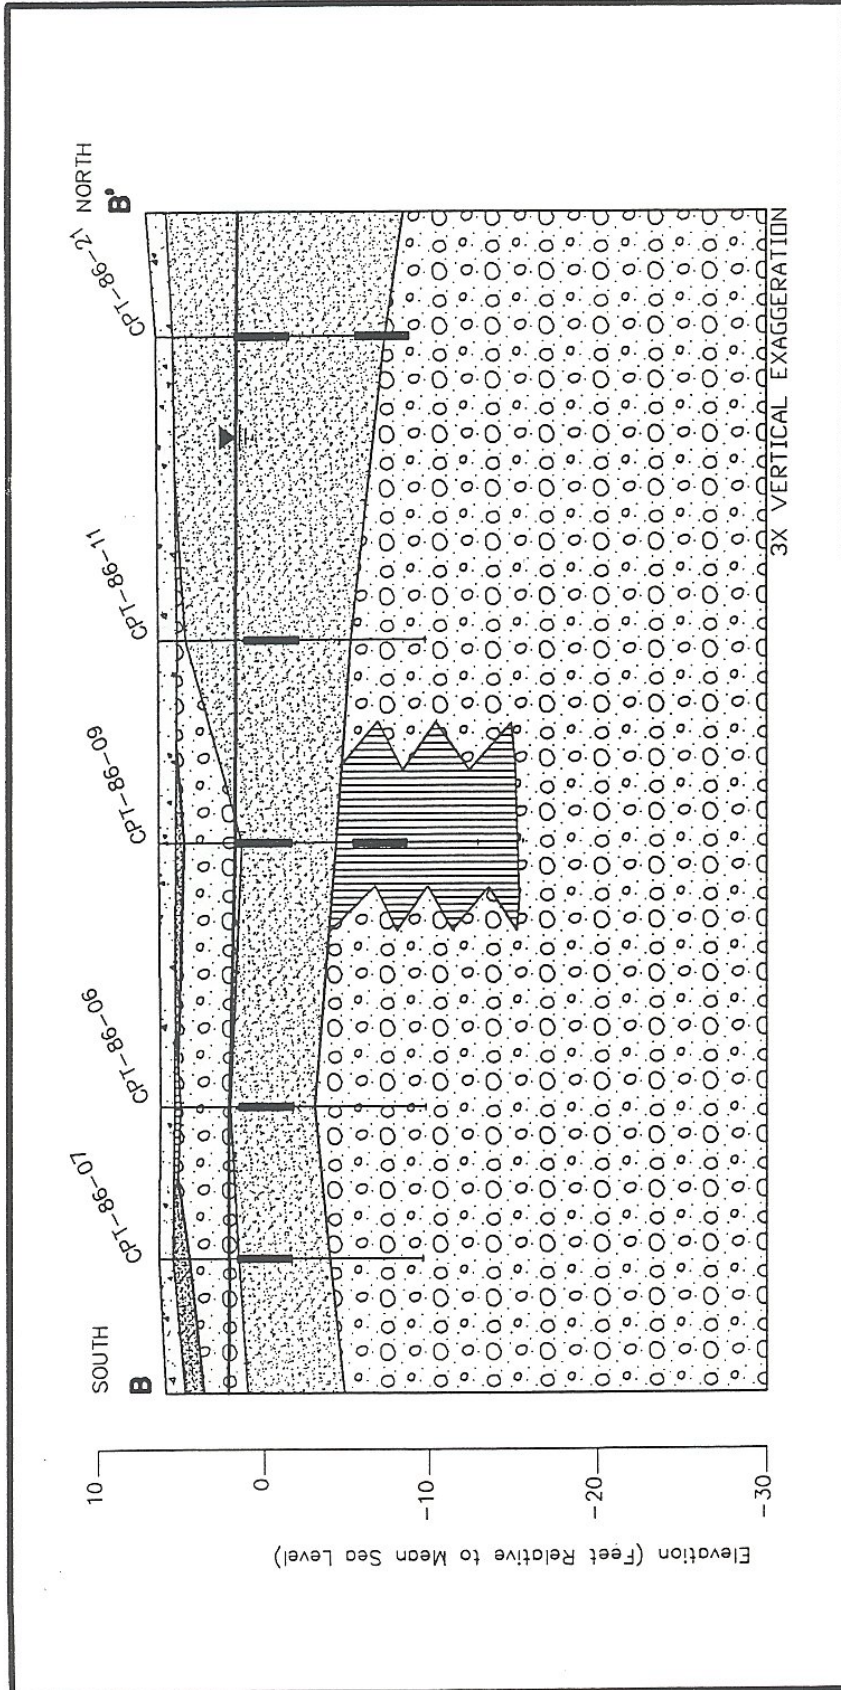 SOUTH
B
CPT-86-07
CPT-86-06
CPT-86-09
CPT-86-11
CPT-86-21
NORTH
B'
10
0
-10
-20
-30
Elevation (Feet Relative to Mean Sea Level)
3X VERTICAL EXAGGERATION